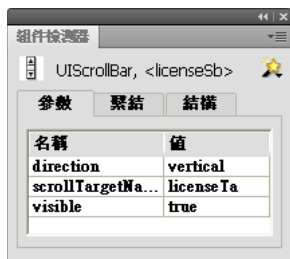 組件檢測器
UIScrollBar, <licenseSb>
參數 聚結 結構
名稱 值
direction vertical
scrollTargetNa... licenseTa
visible true